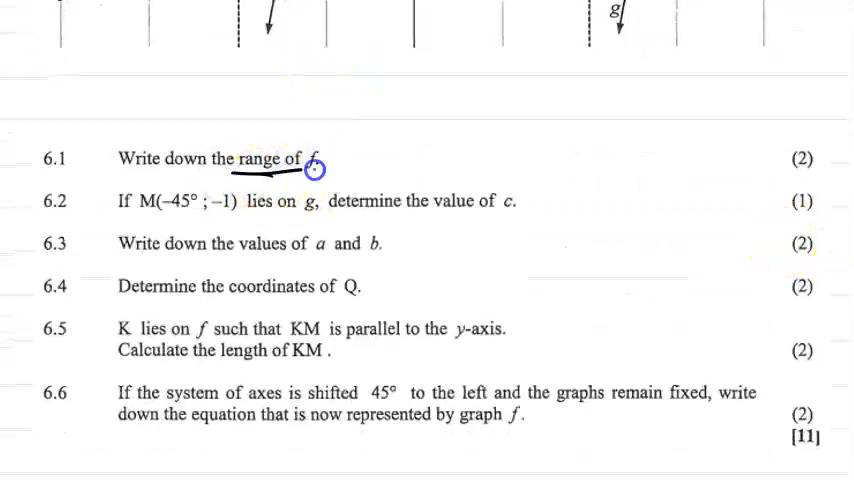 g
6.1 Write down the range of f. (2)
6.2 If M(–45° ; –1) lies on g, determine the value of c. (1)
6.3 Write down the values of a and b. (2)
6.4 Determine the coordinates of Q. (2)
6.5 K lies on f such that KM is parallel to the y-axis.
Calculate the length of KM . (2)
6.6 If the system of axes is shifted 45° to the left and the graphs remain fixed, write
down the equation that is now represented by graph f . (2)
[11]